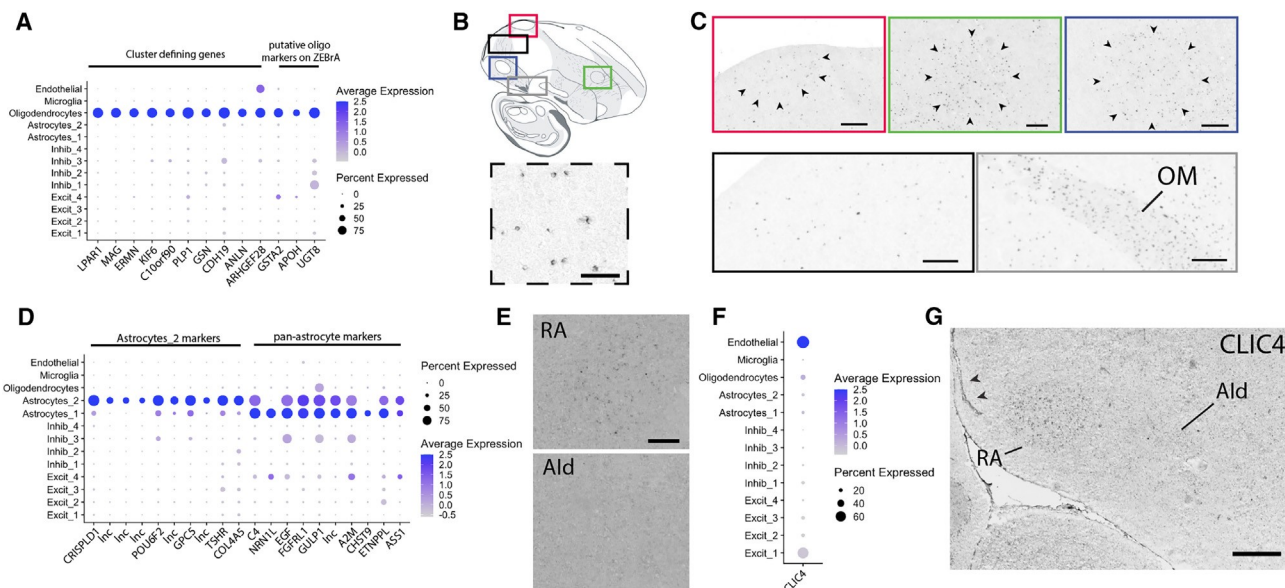 A
Cluster defining genes
putative oligo
markers on ZEBrA
Endothelial
Microglia
Oligodendrocytes
Astrocytes_2
Astrocytes_1
Inhib_4
Inhib_3
Inhib_2
Inhib_1
Excit_4
Excit_3
Excit_2
Excit_1
LPAR1
MAG
ERMN
KIF6
C10orf90
PLP1
GSN
CDH19
ANLN
ARHGEF28
GSTA2
APOH
UGT8
Average Expression
2.5
2.0
1.5
1.0
0.5
0.0
Percent Expressed
0
25
50
75
B
C
OM
D
Astrocytes_2 markers
pan-astrocyte markers
Endothelial
Microglia
Oligodendrocytes
Astrocytes_2
Astrocytes_1
Inhib_4
Inhib_3
Inhib_2
Inhib_1
Excit_4
Excit_3
Excit_2
Excit_1
CRISPLD1
lnc
lnc
lnc
POU6F2
lnc
GPC5
lnc
TSHR
COL4A5
C4
NRN1L
EGF
FGFRL1
GULP1
lnc
A2M
CHST9
ETNPPL
ASS1
Percent Expressed
0
25
50
75
Average Expression
2.5
2.0
1.5
1.0
0.5
0.0
-0.5
E
RA
AId
F
Endothelial
Microglia
Oligodendrocytes
Astrocytes_2
Astrocytes_1
Inhib_4
Inhib_3
Inhib_2
Inhib_1
Excit_4
Excit_3
Excit_2
Excit_1
CLIC4
Average Expression
2.5
2.0
1.5
1.0
0.5
0.0
Percent Expressed
20
40
60
G
CLIC4
AId
RA